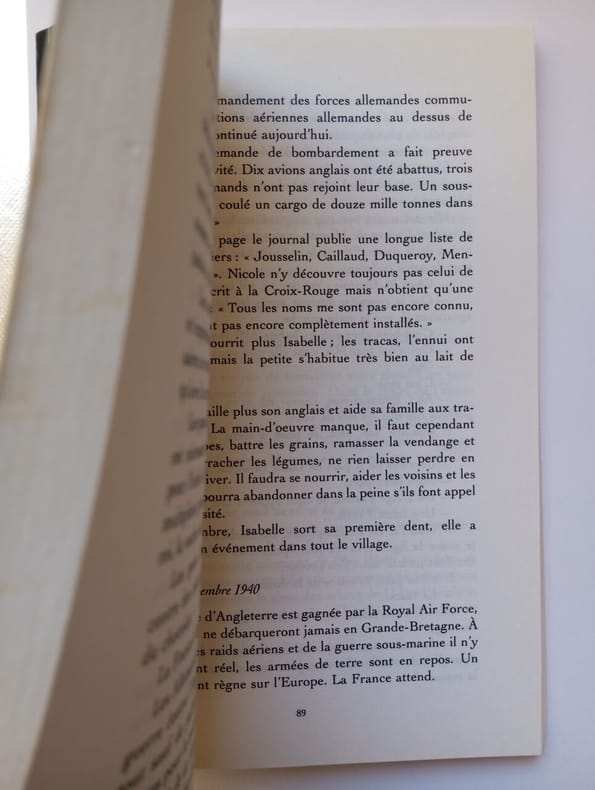 mandement des forces allemandes commu-
tions aériennes allemandes au dessus de
ontinué aujourd'hui.
emande de bombardement a fait preuve
vité. Dix avions anglais ont été abattus, trois
mands n'ont pas rejoint leur base. Un sous-
coulé un cargo de douze mille tonnes dans
»
page le journal publie une longue liste de
iers : « Jousselin, Caillaud, Duqueroy, Men-
». Nicole n'y découvre toujours pas celui de
crit à la Croix-Rouge mais n'obtient qu'une
: « Tous les noms me sont pas encore connu,
t pas encore complètement installés. »
ourrit plus Isabelle ; les tracas, l'ennui ont
mais la petite s'habitue très bien au lait de
aille plus son anglais et aide sa famille aux tra-
La main-d'oeuvre manque, il faut cependant
pes, battre les grains, ramasser la vendange et
rracher les légumes, ne rien laisser perdre en
iver. Il faudra se nourrir, aider les voisins et les
pourra abandonner dans la peine s'ils font appel
sité.
mbre, Isabelle sort sa première dent, elle a
n événement dans tout le village.
embre 1940
e d'Angleterre est gagnée par la Royal Air Force,
ne débarqueront jamais en Grande-Bretagne. À
es raids aériens et de la guerre sous-marine il n'y
nt réel, les armées de terre sont en repos. Un
nt règne sur l'Europe. La France attend.
89